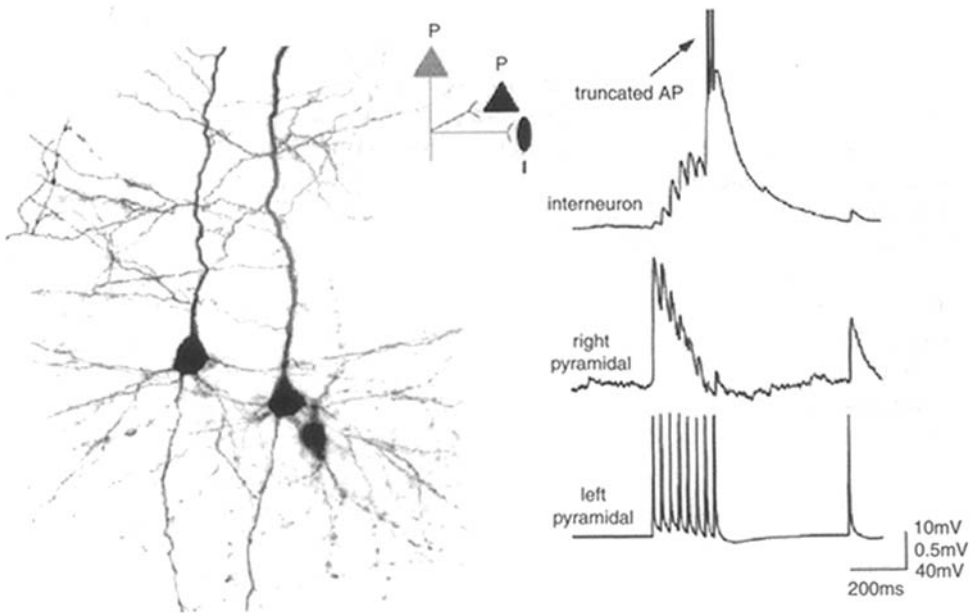 P
P
I
truncated AP
interneuron
right
pyramidal
left
pyramidal
10mV
0.5mV
40mV
200ms